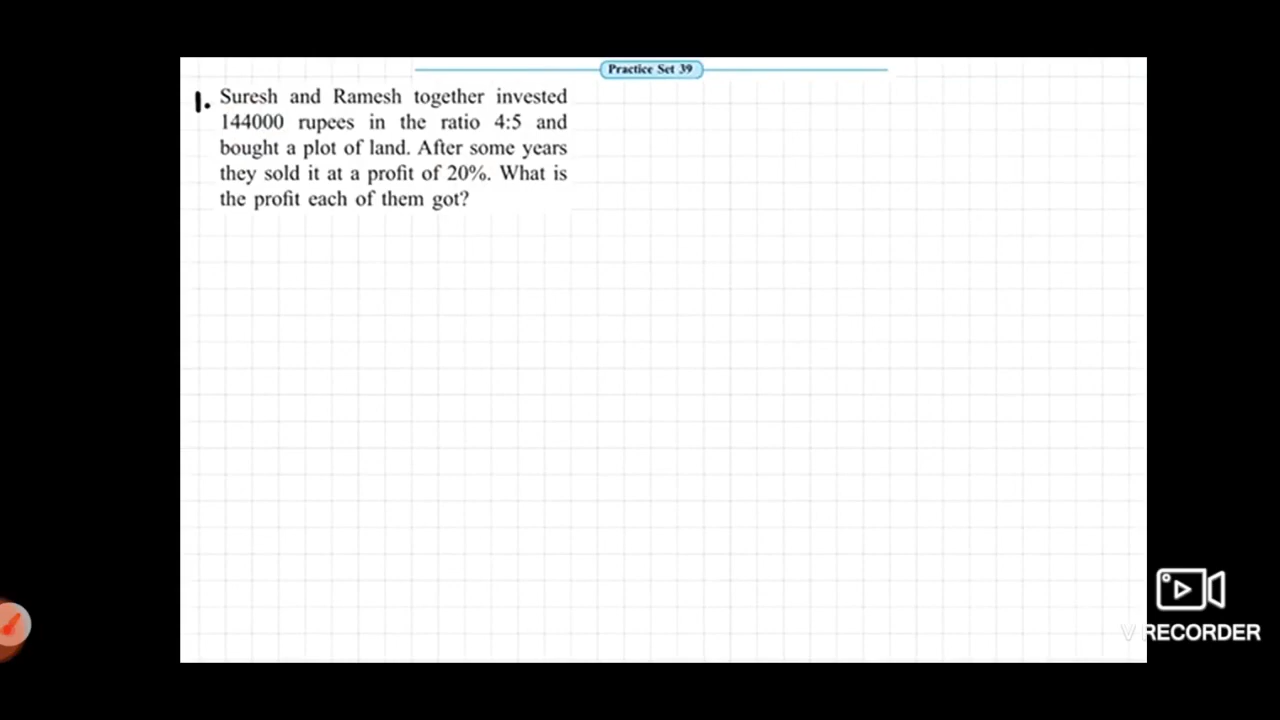 Practice Set 39
1. Suresh and Ramesh together invested
144000 rupees in the ratio 4:5 and
bought a plot of land. After some years
they sold it at a profit of 20%. What is
the profit each of them got?
V RECORDER